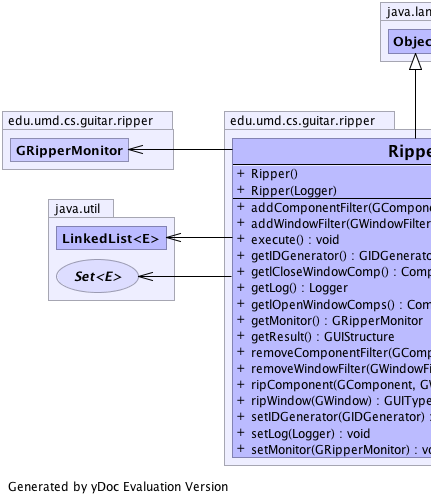 java.lan
Objec
edu.umd.cs.guitar.ripper
GRipperMonitor
java.util
LinkedList<E>
Set<E>
edu.umd.cs.guitar.ripper
Rippe
+ Ripper()
+ Ripper(Logger)
+ addComponentFilter(GCompone
+ addWindowFilter(GWindowFilter
+ execute() : void
+ getIDGenerator() : GIDGenerato
+ getlCloseWindowComp() : Comp
+ getLog() : Logger
+ getlOpenWindowComps() : Com
+ getMonitor() : GRipperMonitor
+ getResult() : GUIStructure
+ removeComponentFilter(GComp
+ removeWindowFilter(GWindowFi
+ ripComponent(GComponent, GW
+ ripWindow(GWindow) : GUIType
+ setIDGenerator(GIDGenerator) :
+ setLog(Logger) : void
+ setMonitor(GRipperMonitor) : vo
Generated by yDoc Evaluation Version